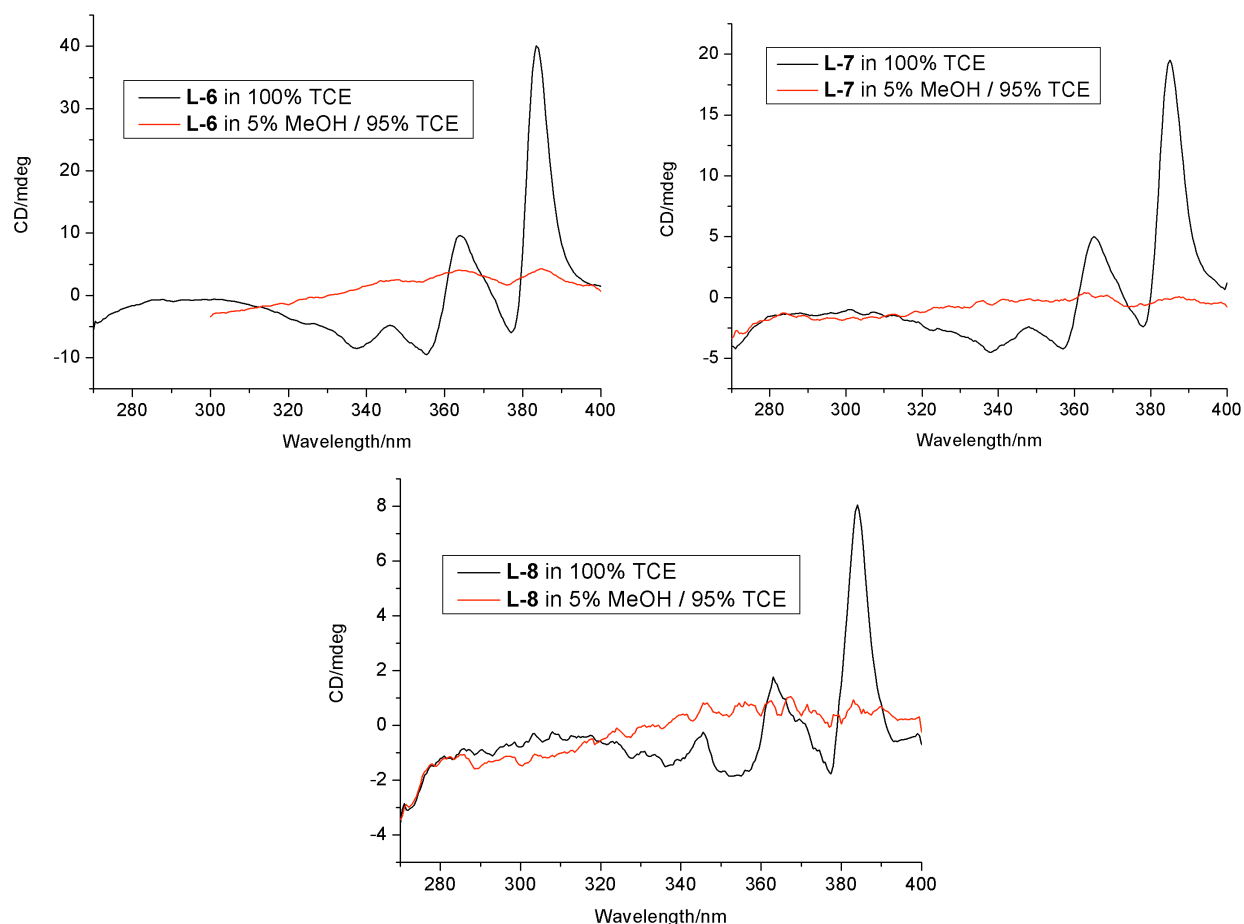 L-6 in 100% TCE
L-6 in 5% MeOH / 95% TCE
CD/mdeg
40
30
20
10
0
-10
280 300 320 340 360 380 400
Wavelength/nm
L-7 in 100% TCE
L-7 in 5% MeOH / 95% TCE
CD/mdeg
20
15
10
5
0
-5
280 300 320 340 360 380 400
Wavelength/nm
L-8 in 100% TCE
L-8 in 5% MeOH / 95% TCE
CD/mdeg
8
6
4
2
0
-2
-4
280 300 320 340 360 380 400
Wavelength/nm